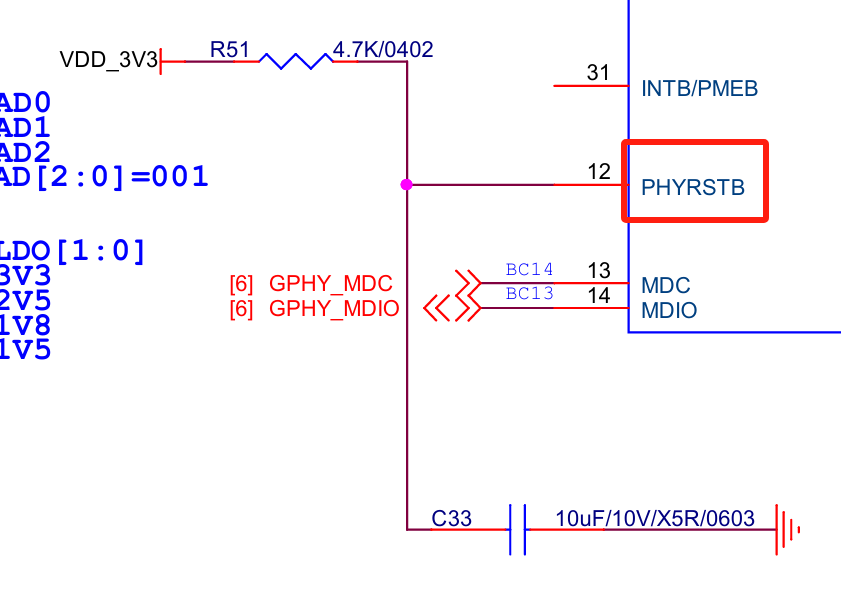 VDD_3V3 R51 4.7K/0402
31 INTB/PMEB
AD0
AD1
AD2
AD[2:0]=001
12 PHYRSTB
LDO[1:0]
3V3
2V5
1V8
1V5
[6] GPHY_MDC BC14 13 MDC
[6] GPHY_MDIO BC13 14 MDIO
C33 10uF/10V/X5R/0603